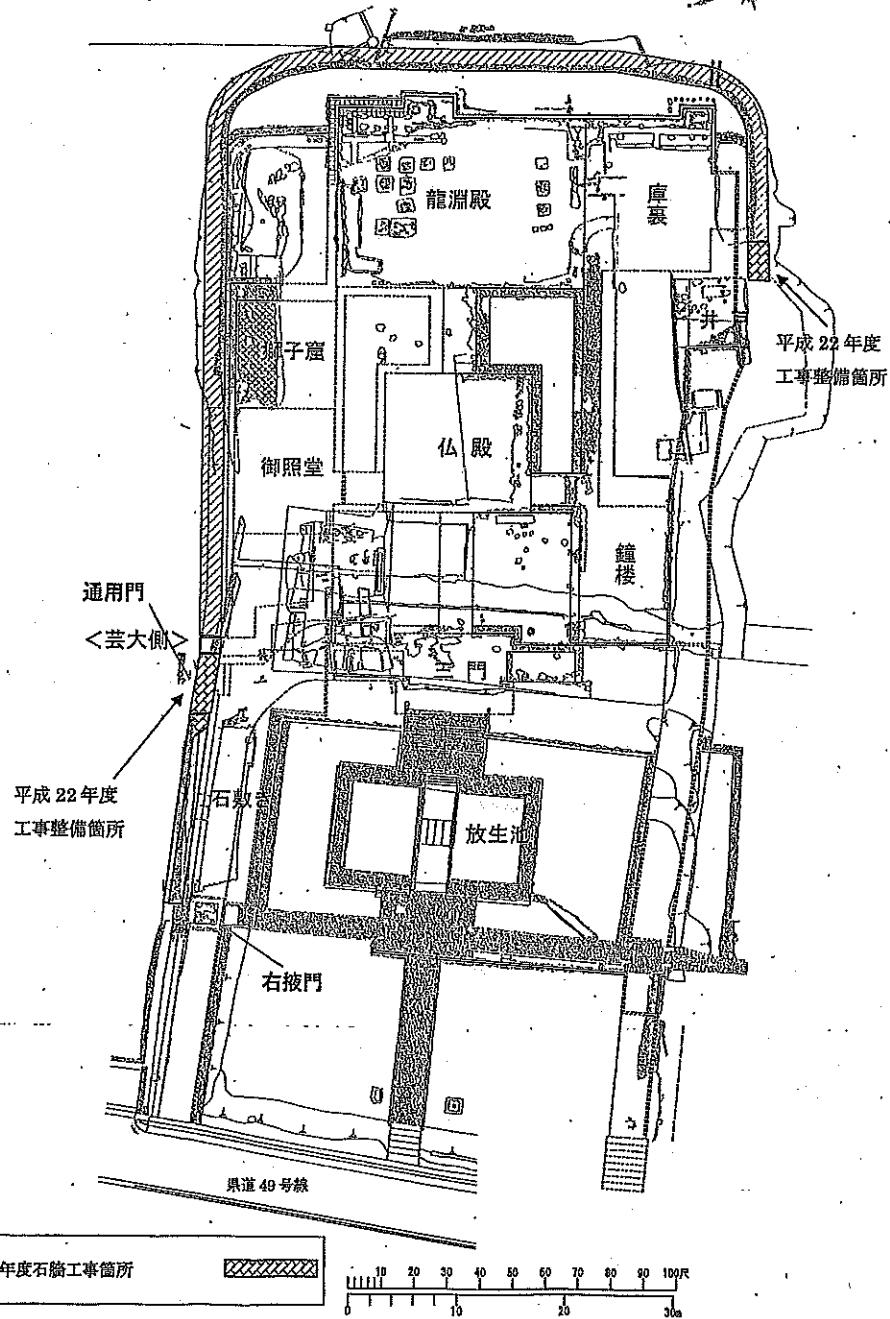 龍淵殿
庫裏
井
平成22年度
工事整備箇所
獅子窟
仏殿
御照堂
鐘楼
通用門
<芸大側>
三門
平成22年度
工事整備箇所
石敷き
放生池
右掖門
県道49号線
年度石牆工事箇所
10 20 30 40 50 60 70 80 90 100尺
0 10 20 30m